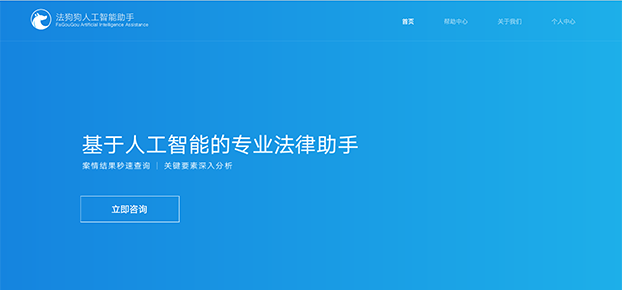 法狗狗人工智能助手
FaGouGou Artificial Intelligence Assistance
首页 帮助中心 关于我们 个人中心
基于人工智能的专业法律助手
案情结果秒速查询 | 关键要素深入分析
立即咨询